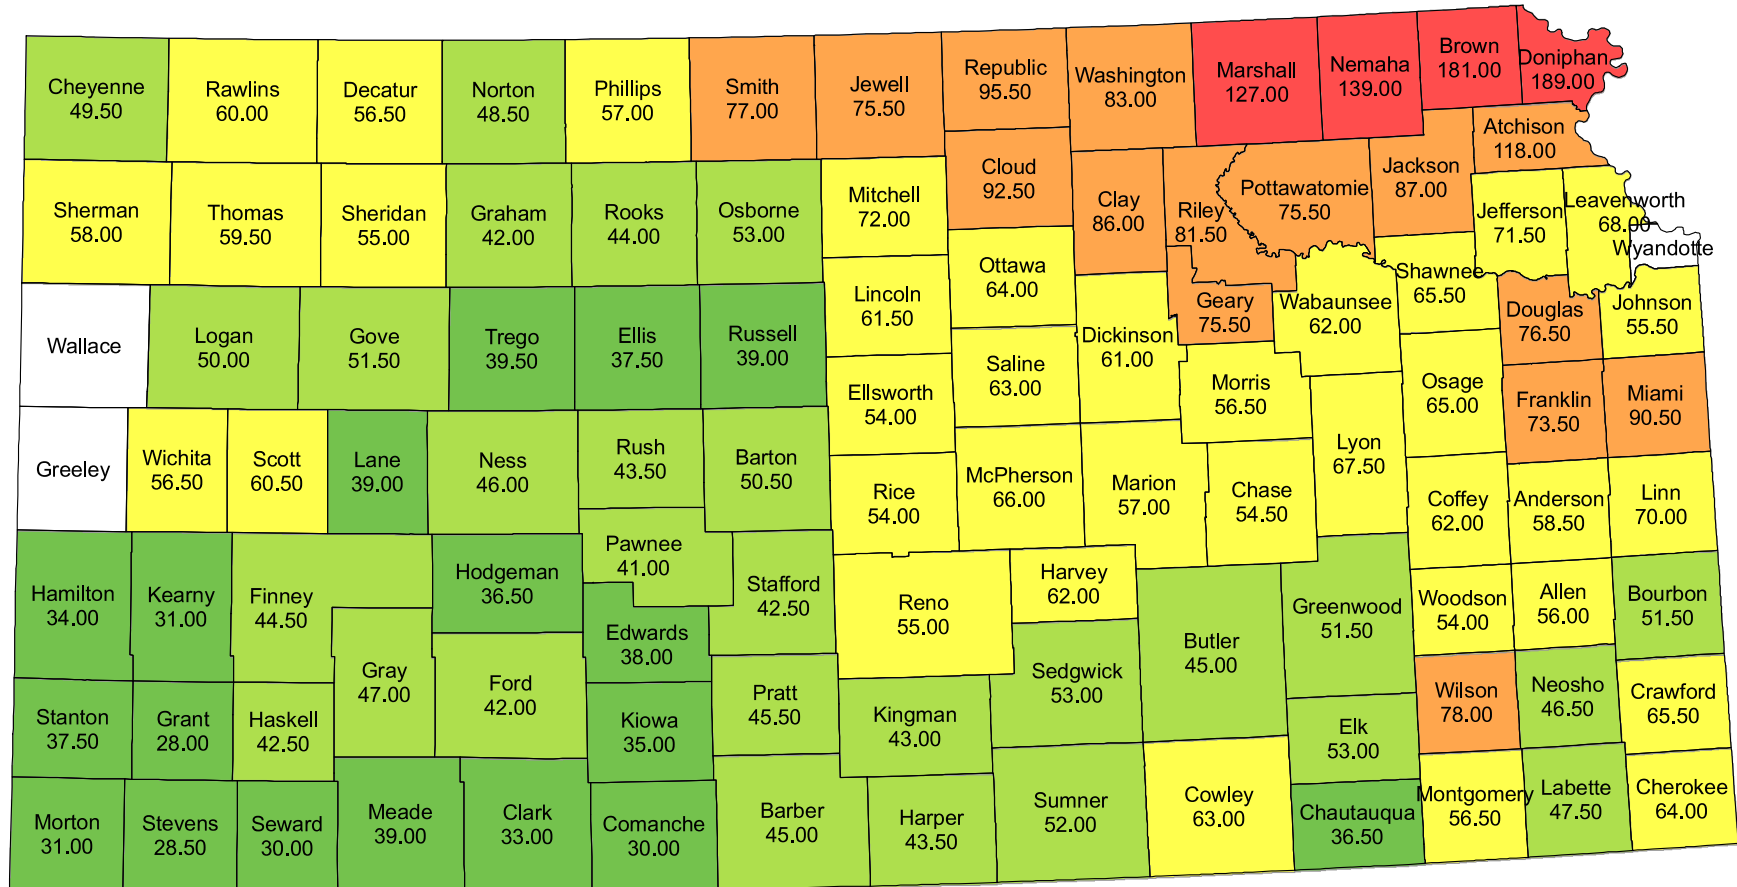 Cheyenne
49.50
Rawlins
60.00
Decatur
56.50
Norton
48.50
Phillips
57.00
Smith
77.00
Jewell
75.50
Republic
95.50
Washington
83.00
Marshall
127.00
Nemaha
139.00
Brown
181.00
Doniphan
189.00
Atchison
118.00
Sherman
58.00
Thomas
59.50
Sheridan
55.00
Graham
42.00
Rooks
44.00
Osborne
53.00
Mitchell
72.00
Cloud
92.50
Clay
86.00
Riley
81.50
Pottawatomie
75.50
Jackson
87.00
Jefferson
71.50
Leavenworth
68.00
Wyandotte
Wallace
Logan
50.00
Gove
51.50
Trego
39.50
Ellis
37.50
Russell
39.00
Lincoln
61.50
Ottawa
64.00
Dickinson
61.00
Geary
75.50
Wabaunsee
62.00
Shawnee
65.50
Douglas
76.50
Johnson
55.50
Greeley
Wichita
56.50
Scott
60.50
Lane
39.00
Ness
46.00
Rush
43.50
Barton
50.50
Ellsworth
54.00
Saline
63.00
Morris
56.50
Osage
65.00
Franklin
73.50
Miami
90.50
Rice
54.00
McPherson
66.00
Marion
57.00
Chase
54.50
Lyon
67.50
Coffey
62.00
Anderson
58.50
Linn
70.00
Hamilton
34.00
Kearny
31.00
Finney
44.50
Hodgeman
36.50
Pawnee
41.00
Stafford
42.50
Edwards
38.00
Reno
55.00
Harvey
62.00
Butler
45.00
Greenwood
51.50
Woodson
54.00
Allen
56.00
Bourbon
51.50
Stanton
37.50
Grant
28.00
Haskell
42.50
Gray
47.00
Ford
42.00
Kiowa
35.00
Pratt
45.50
Kingman
43.00
Sedgwick
53.00
Elk
53.00
Wilson
78.00
Neosho
46.50
Crawford
65.50
Morton
31.00
Stevens
28.50
Seward
30.00
Meade
39.00
Clark
33.00
Comanche
30.00
Barber
45.00
Harper
43.50
Sumner
52.00
Cowley
63.00
Chautauqua
36.50
Montgomery
56.50
Labette
47.50
Cherokee
64.00